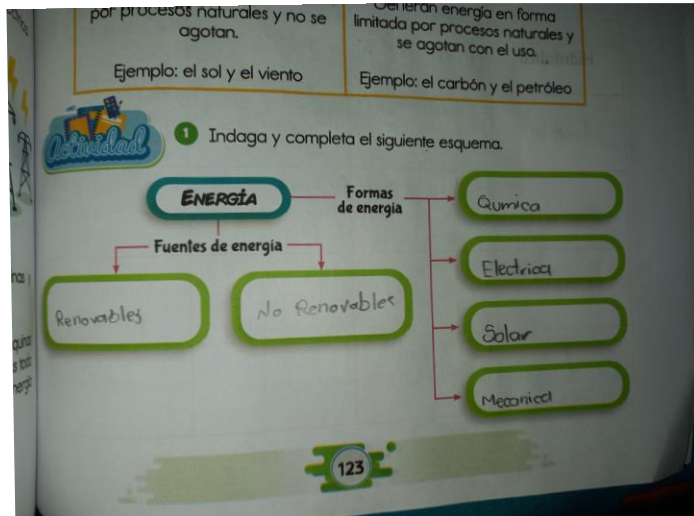 por procesos naturales y no se
agotan.
Ejemplo: el sol y el viento
Generan energía en forma
limitada por procesos naturales y
se agotan con el uso.
Ejemplo: el carbón y el petróleo
Actividad
1 Indaga y completa el siguiente esquema.
ENERGÍA
Formas
de energía
Fuentes de energía
Renovables
No Renovables
Qumica
Electrica
Solar
Mecanica
123